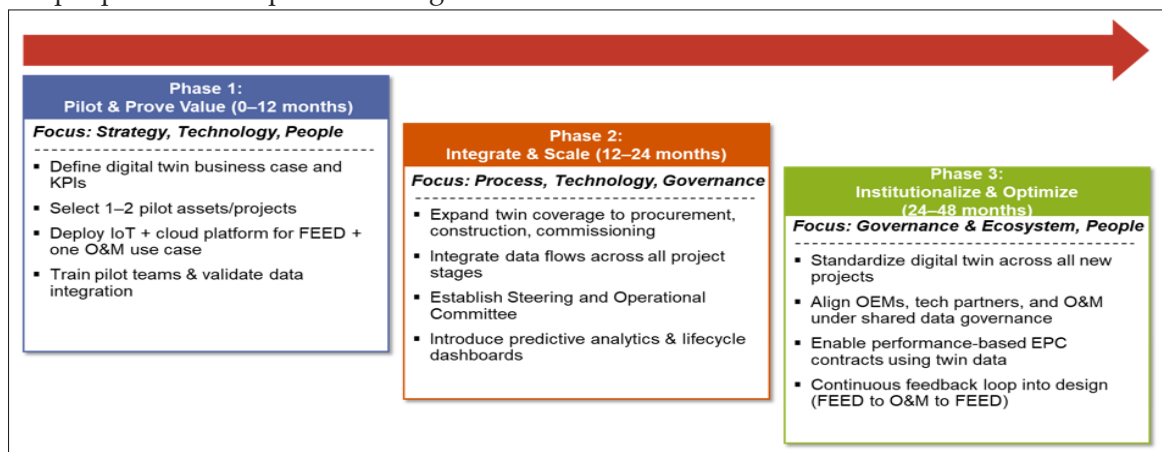 Phase 1:
Pilot & Prove Value (0–12 months)
Focus: Strategy, Technology, People
▪ Define digital twin business case and
KPIs
▪ Select 1–2 pilot assets/projects
▪ Deploy IoT + cloud platform for FEED +
one O&M use case
▪ Train pilot teams & validate data
integration
Phase 2:
Integrate & Scale (12–24 months)
Focus: Process, Technology, Governance
▪ Expand twin coverage to procurement,
construction, commissioning
▪ Integrate data flows across all project
stages
▪ Establish Steering and Operational
Committee
▪ Introduce predictive analytics & lifecycle
dashboards
Phase 3:
Institutionalize & Optimize
(24–48 months)
Focus: Governance & Ecosystem, People
▪ Standardize digital twin across all new
projects
▪ Align OEMs, tech partners, and O&M
under shared data governance
▪ Enable performance-based EPC
contracts using twin data
▪ Continuous feedback loop into design
(FEED to O&M to FEED)